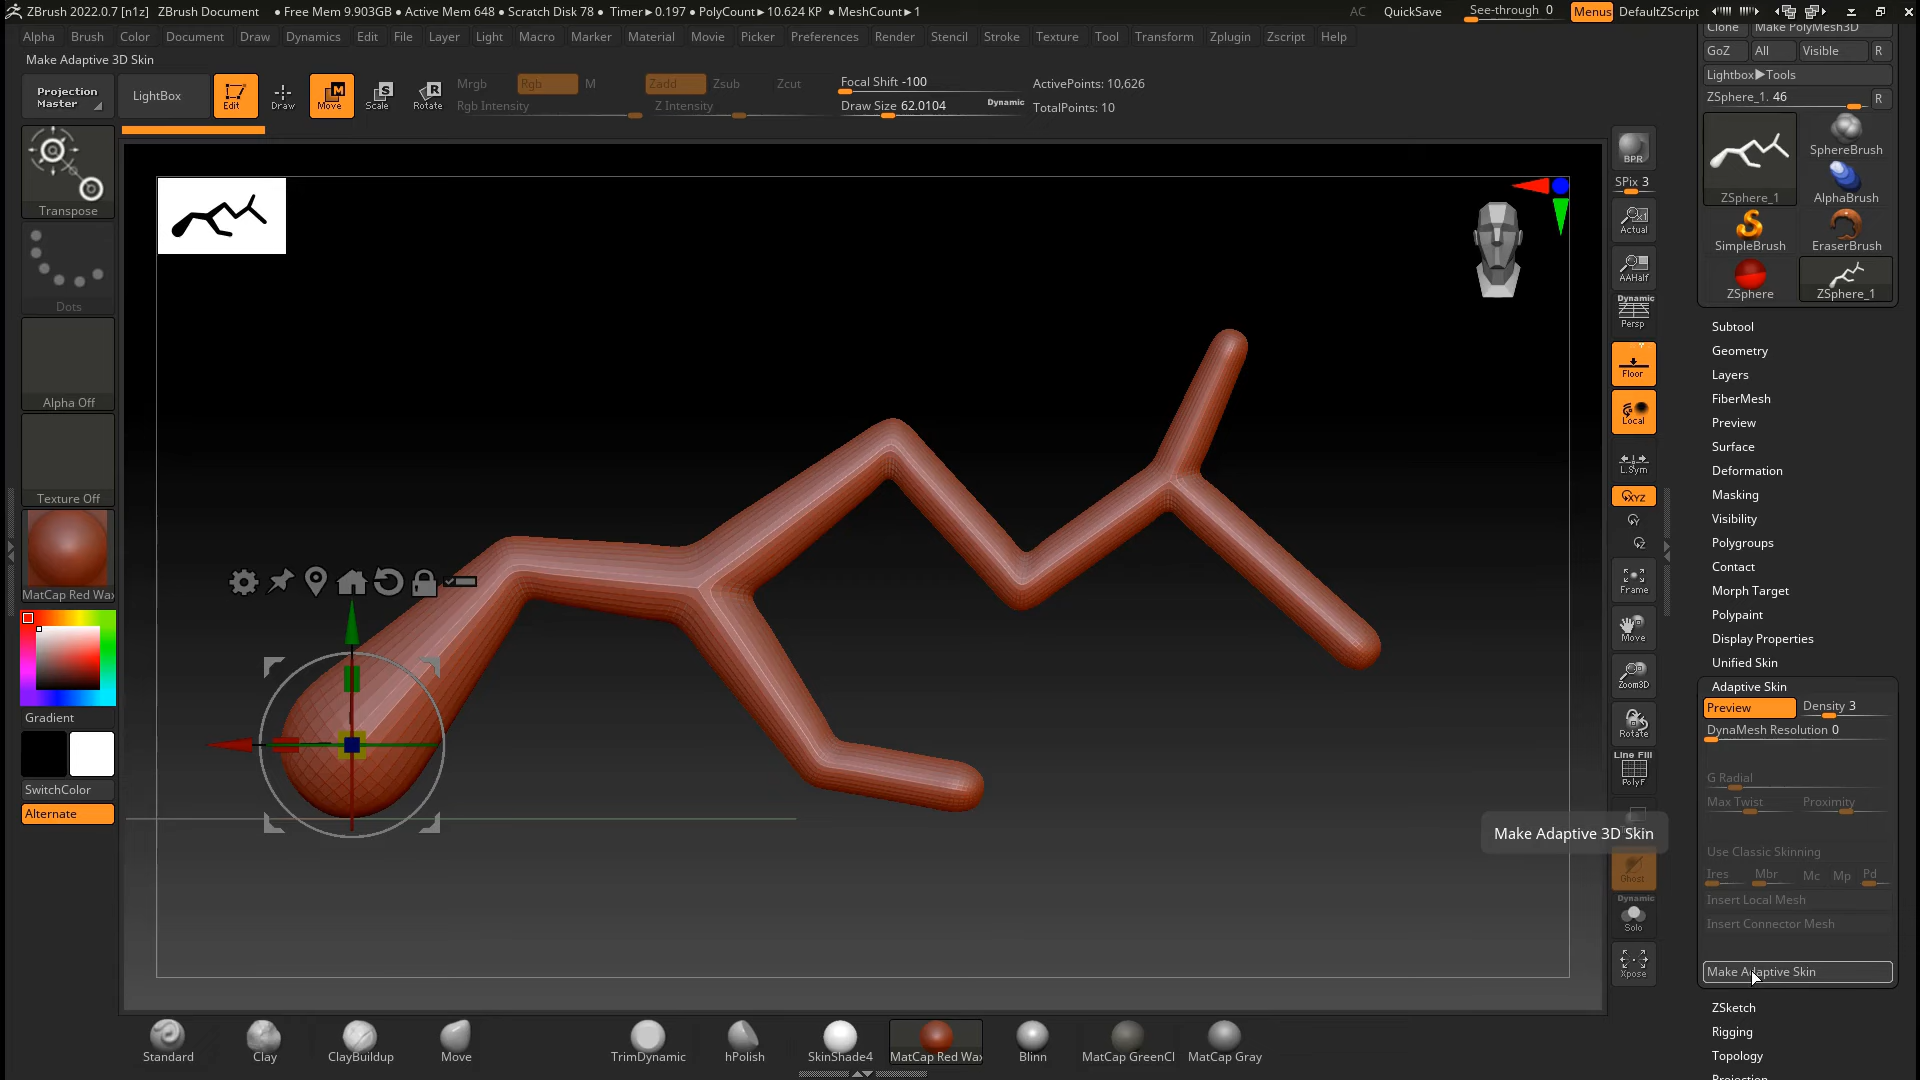 ZBrush 2022.0.7 [n1z] ZBrush Document • Free Mem 9.903GB • Active Mem 648 • Scratch Disk 78 • Timer▶0.197 • PolyCount▶10.624 KP • MeshCount▶1 AC QuickSave See-through 0 Menus DefaultZScript
Alpha Brush Color Document Draw Dynamics Edit File Layer Light Macro Marker Material Movie Picker Preferences Render Stencil Stroke Texture Tool Transform Zplugin Zscript Help
Make Adaptive 3D Skin
Projection Master
LightBox
Edit
Draw
Move
Scale
Rotate
Mrgb Rgb M
Rgb Intensity
Zadd Zsub Zcut
Z Intensity
Focal Shift -100
Draw Size 62.0104 Dynamic
ActivePoints: 10,626
TotalPoints: 10
Transpose
Dots
Alpha Off
Texture Off
MatCap Red Wax
Gradient
SwitchColor
Alternate
BPR
SPix 3
Actual
AAHalf
Dynamic
Persp
Floor
Local
L.Sym
XYZ
Y
Z
Frame
Move
Zoom3D
Rotate
Line Fill
PolyF
Make Adaptive 3D Skin
Ghost
Dynamic
Solo
Xpose
Clone Make PolyMesh3D
GoZ All Visible R
Lightbox▶Tools
ZSphere_1. 46 R
ZSphere_1
SphereBrush
AlphaBrush
SimpleBrush
EraserBrush
ZSphere
ZSphere_1
Subtool
Geometry
Layers
FiberMesh
Preview
Surface
Deformation
Masking
Visibility
Polygroups
Contact
Morph Target
Polypaint
Display Properties
Unified Skin
Adaptive Skin
Preview Density 3
DynaMesh Resolution 0
G Radial
Max Twist Proximity
Use Classic Skinning
Ires Mbr Mc Mp Pd
Insert Local Mesh
Insert Connector Mesh
Make Adaptive Skin
ZSketch
Rigging
Topology
Projection
Standard
Clay
ClayBuildup
Move
TrimDynamic
hPolish
SkinShade4
MatCap Red Wax
Blinn
MatCap GreenCl
MatCap Gray